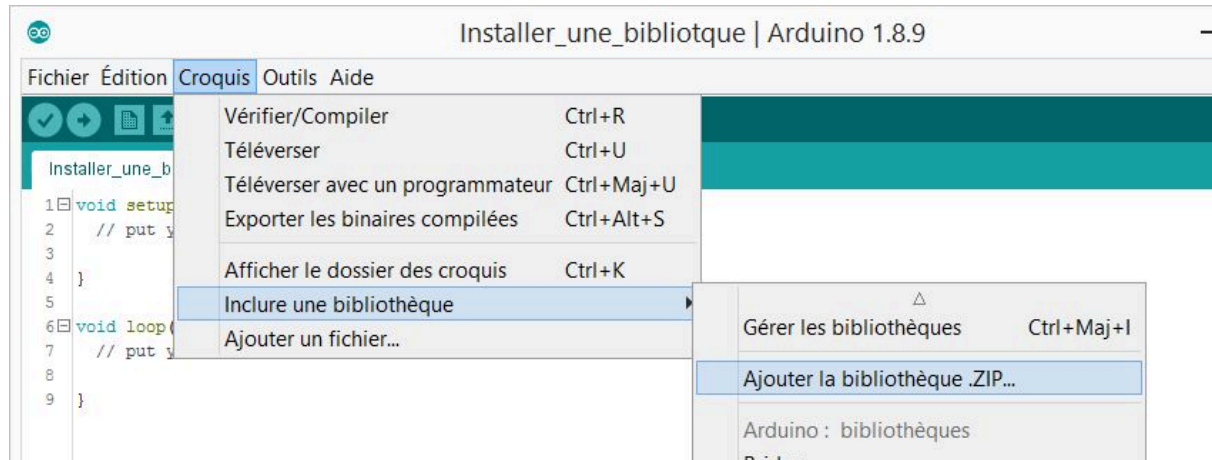 Installer_une_bibliotque | Arduino 1.8.9
Fichier Édition Croquis Outils Aide
Vérifier/Compiler Ctrl+R
Téléverser Ctrl+U
Installer_une_b
Téléverser avec un programmateur Ctrl+Maj+U
1 void setup
Exporter les binaires compilées Ctrl+Alt+S
2 // put y
3
Afficher le dossier des croquis Ctrl+K
4 }
5
Inclure une bibliothèque
6 void loop(
Gérer les bibliothèques Ctrl+Maj+I
Ajouter un fichier...
7 // put y
8
Ajouter la bibliothèque .ZIP...
9 }
Arduino : bibliothèques